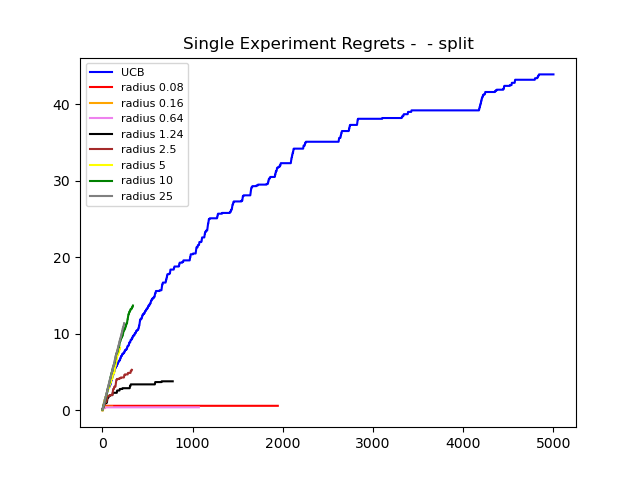 Single Experiment Regrets -  - split
UCB
radius 0.08
radius 0.16
radius 0.64
radius 1.24
radius 2.5
radius 5
radius 10
radius 25
40
30
20
10
0
0 1000 2000 3000 4000 5000